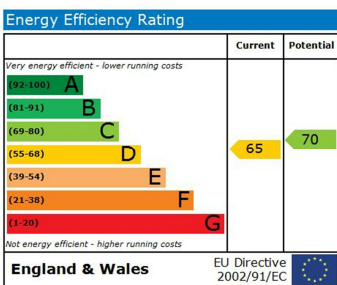 Energy Efficiency Rating
Current Potential
Very energy efficient - lower running costs
(92-100) A
(81-91) B
(69-80) C
(55-68) D
(39-54) E
(21-38) F
(1-20) G
65
70
Not energy efficient - higher running costs
England & Wales
EU Directive
2002/91/EC